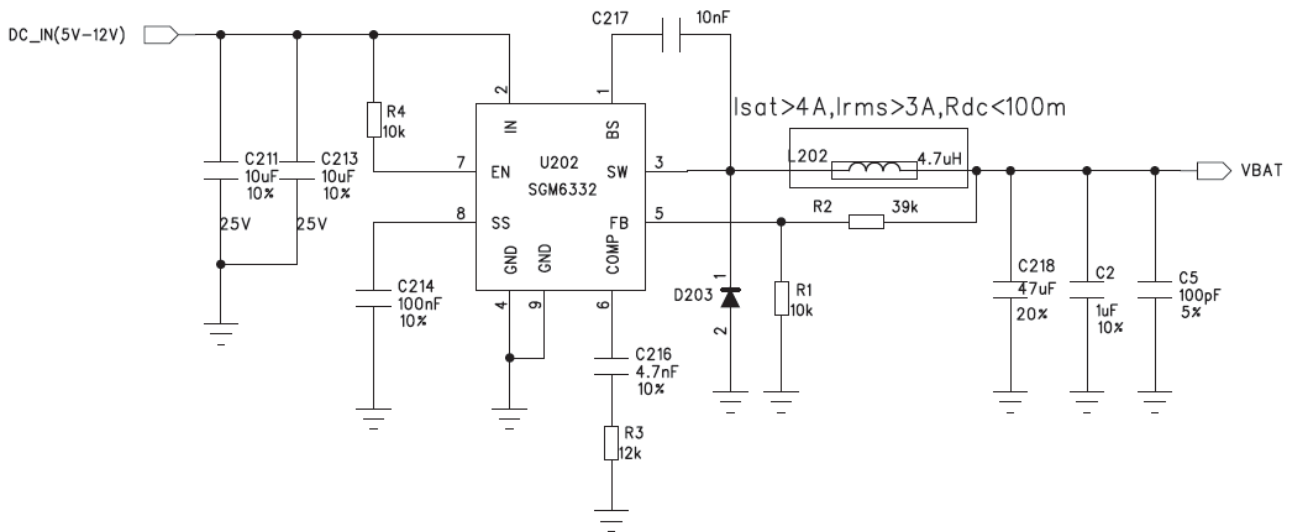 C217
10nF
DC_IN(5V-12V)
Isat>4A,Irms>3A,Rdc<100m
R4
10k
2
1
IN
BS
U202
SGM6332
C211
10uF
10%
25V
C213
10uF
10%
25V
7
EN
SW
3
L202
4.7uH
VBAT
8
SS
FB
5
R2
39k
GND
GND
COMP
C214
100nF
10%
4
9
6
D203
1
2
R1
10k
C218
47uF
20%
C2
1uF
10%
C5
100pF
5%
C216
4.7nF
10%
R3
12k